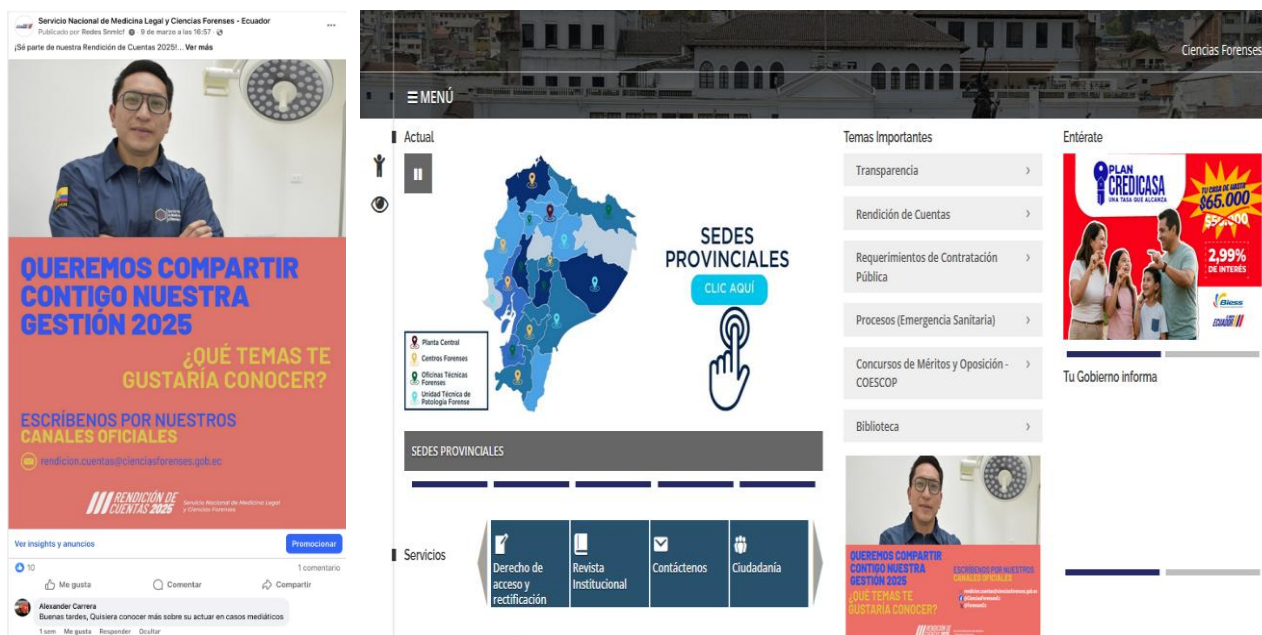 Servicio Nacional de Medicina Legal y Ciencias Forenses - Ecuador
Publicado por Redes Snmlcf · 9 de marzo a las 16:57 ·
¡Sé parte de nuestra Rendición de Cuentas 2025!... Ver más
QUEREMOS COMPARTIR
CONTIGO NUESTRA
GESTIÓN 2025
¿QUÉ TEMAS TE
GUSTARÍA CONOCER?
ESCRÍBENOS POR NUESTROS
CANALES OFICIALES
rendicion.cuentas@cienciasforenses.gob.ec
RENDICIÓN DE
CUENTAS 2025
Servicio Nacional de Medicina Legal
y Ciencias Forenses
Ver insights y anuncios
Promocionar
10
1 comentario
Me gusta
Comentar
Compartir
Alexander Carrera
Buenas tardes, Quisiera conocer más sobre su actuar en casos mediáticos
1 sem Me gusta Responder Ocultar
Ciencias Forenses
MENÚ
Actual
SEDES
PROVINCIALES
CLIC AQUÍ
Planta Central
Centros Forenses
Oficinas Técnicas
Forenses
Unidad Técnica de
Patología Forense
SEDES PROVINCIALES
Servicios
Derecho de
acceso y
rectificación
Revista
Institucional
Contáctenos
Ciudadanía
Temas Importantes
Transparencia
Rendición de Cuentas
Requerimientos de Contratación
Pública
Procesos (Emergencia Sanitaria)
Concursos de Méritos y Oposición -
COESCOP
Biblioteca
QUEREMOS COMPARTIR
CONTIGO NUESTRA
GESTIÓN 2025
¿QUÉ TEMAS TE
GUSTARÍA CONOCER?
ESCRÍBENOS POR NUESTROS
CANALES OFICIALES
rendicion.cuentas@cienciasforenses.gob.ec
RENDICIÓN DE
Entérate
PLAN
CREDICASA
UNA TASA QUE ALCANZA
TU CASA DE HASTA
$65.000
2,99%
DE INTERÉS
Biess
ECUADOR
Tu Gobierno informa